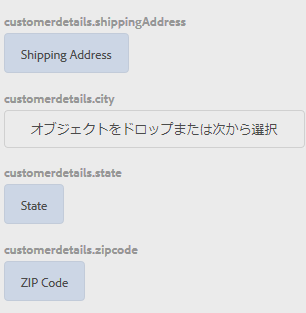 customerdetails.shippingAddress
Shipping Address
customerdetails.city
オブジェクトをドロップまたは次から選択
customerdetails.state
State
customerdetails.zipcode
ZIP Code